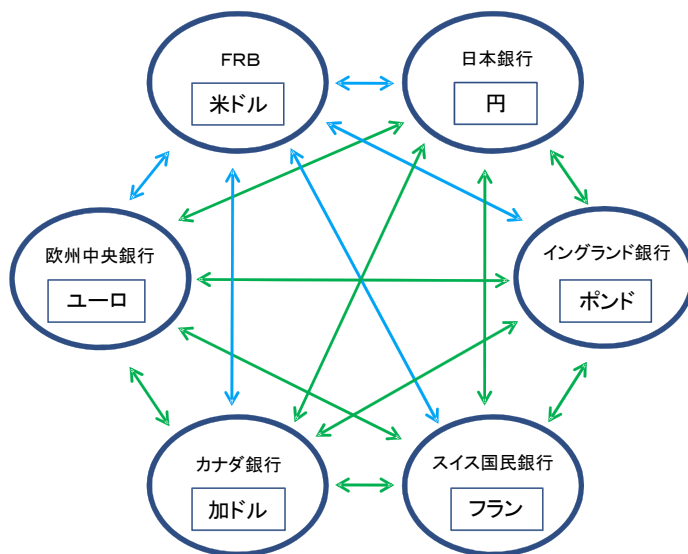 FRB
米ドル
日本銀行
円
欧州中央銀行
ユーロ
イングランド銀行
ポンド
カナダ銀行
加ドル
スイス国民銀行
フラン